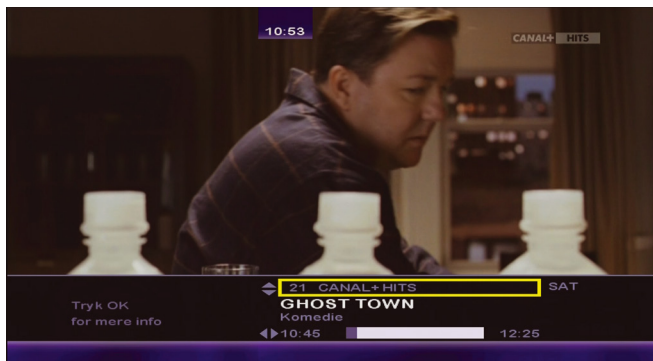 10:53
CANAL+ HITS
21 CANAL+HITS
SAT
Tryk OK
for mere info
GHOST TOWN
Komedie
10:45
12:25